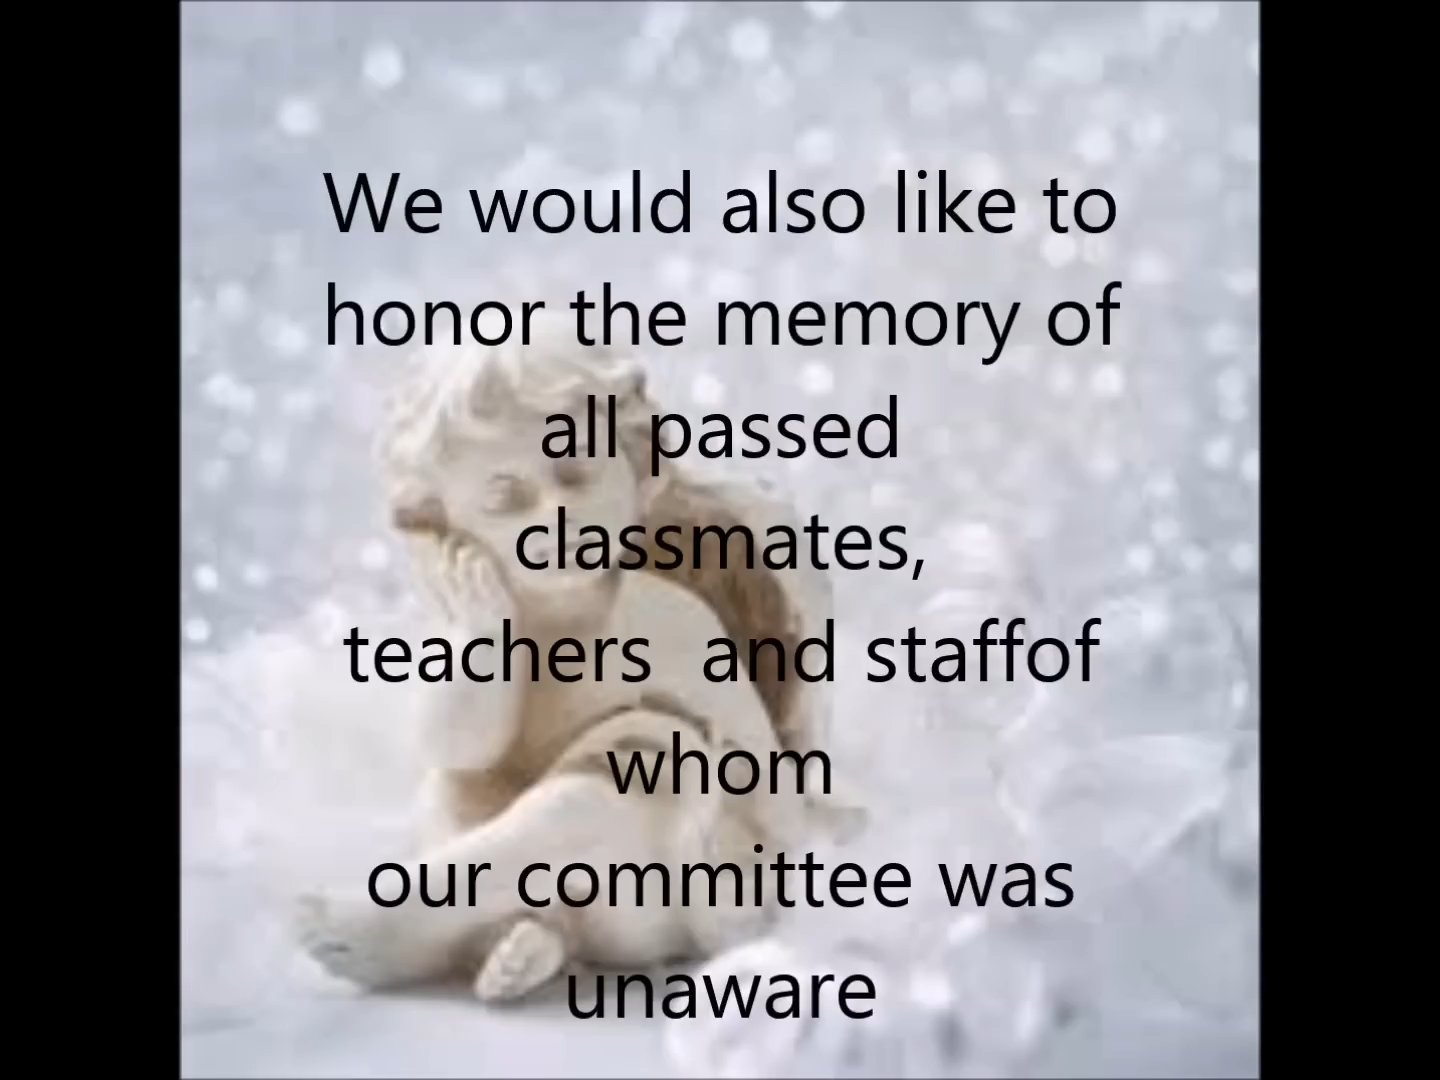 We would also like to
honor the memory of
all passed
classmates,
teachers  and staffof
whom
our committee was
unaware